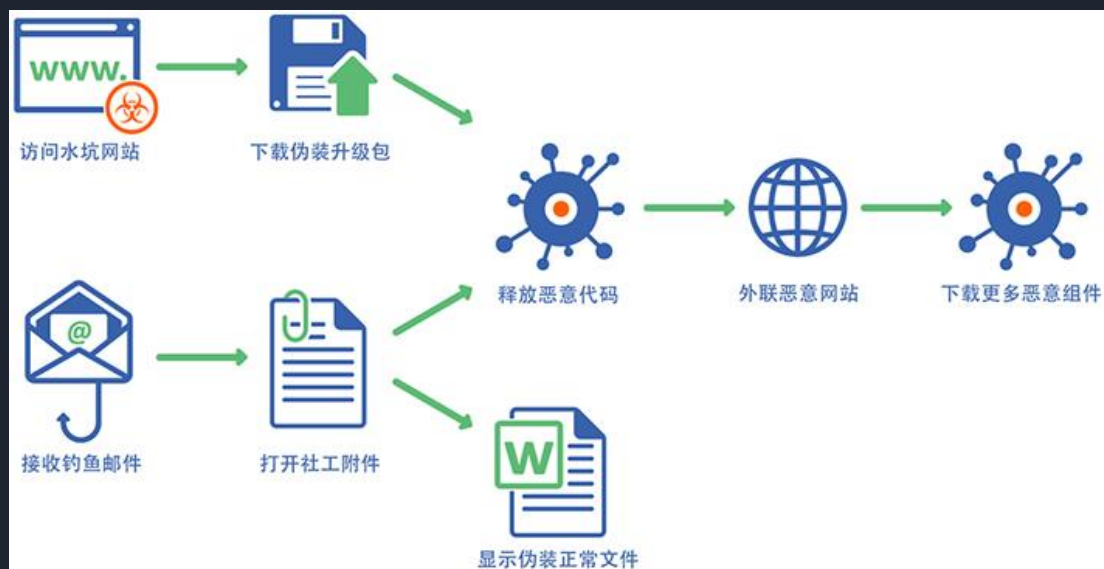 www.
访问水坑网站
下载伪装升级包
释放恶意代码
外联恶意网站
下载更多恶意组件
@
接收钓鱼邮件
打开社工附件
W
显示伪装正常文件